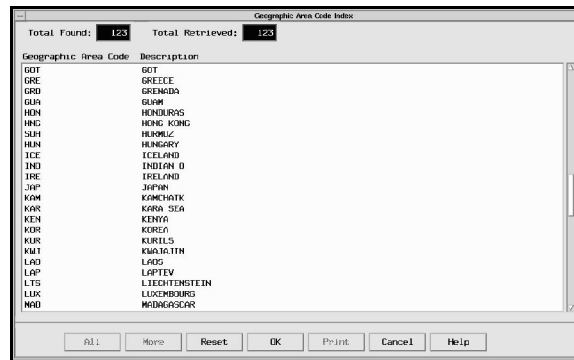 Geographic Area Code Index
Total Found: 123 Total Retrieved: 123
Geographic Area Code Description
GOT GOT
GRE GREECE
GRD GRENADA
GUA GUAM
HON HONDURAS
HNG HONG KONG
SUH HURMUZ
HUN HUNGARY
ICE ICELAND
IND INDIAN O
IRE IRELAND
JAP JAPAN
KAM KAMCHATK
KAR KARA SEA
KEN KENYA
KOR KOREA
KUR KURILS
KWJ KWAJAJIN
LAO LAOS
LAP LAPTEV
LTS LIECHTENSTEIN
LUX LUXEMBOURG
MAD MADAGASCAR
All More Reset OK Print Cancel Help